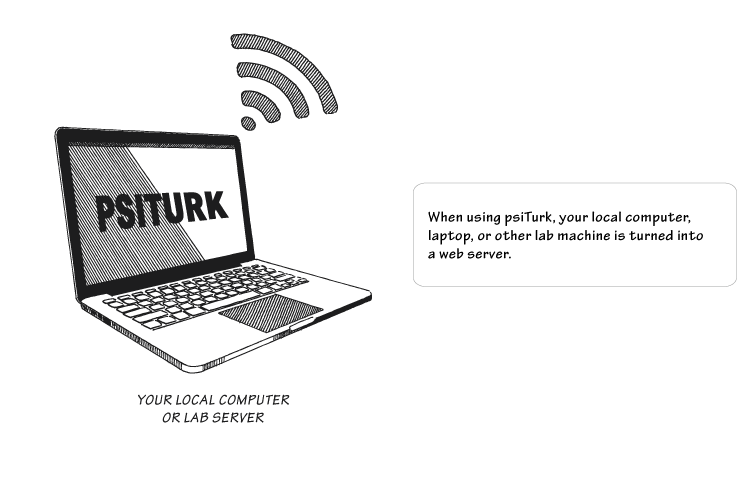 PSITURK
When using psiTurk, your local computer,
laptop, or other lab machine is turned into
a web server.
YOUR LOCAL COMPUTER
OR LAB SERVER